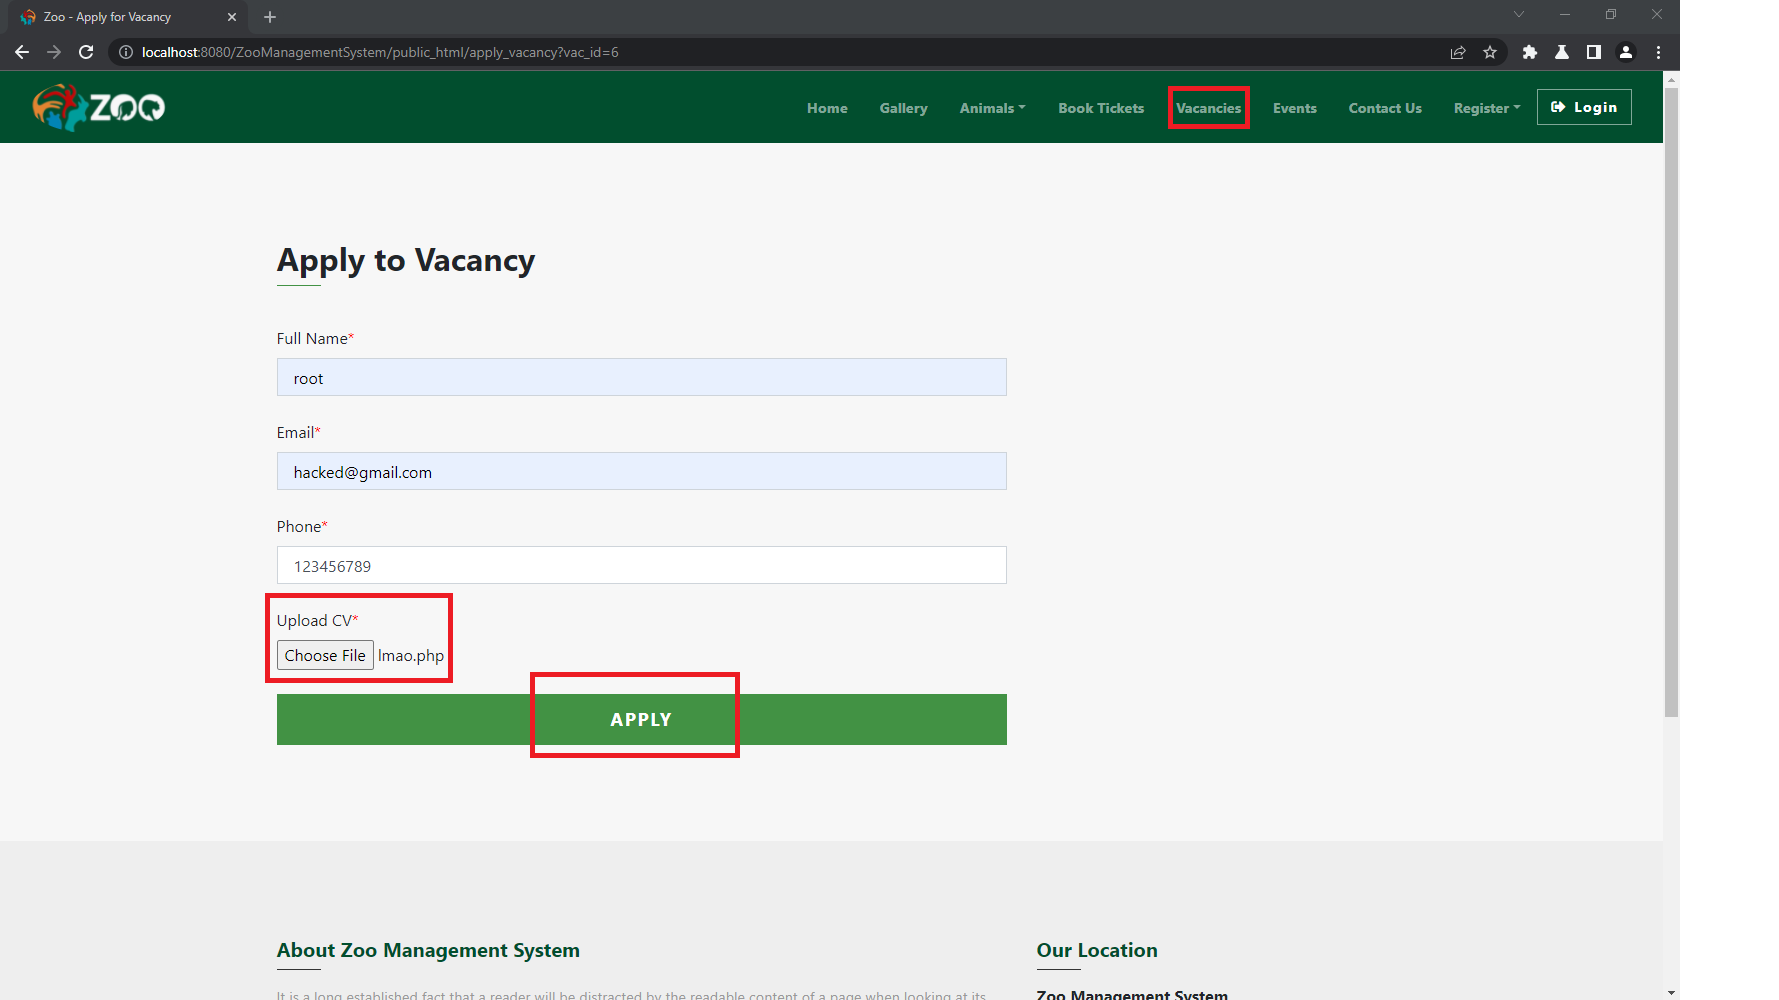 Zoo - Apply for Vacancy
localhost:8080/ZooManagementSystem/public_html/apply_vacancy?vac_id=6
ZOO
Home Gallery Animals Book Tickets Vacancies Events Contact Us Register Login
Apply to Vacancy
Full Name*
root
Email*
hacked@gmail.com
Phone*
123456789
Upload CV*
Choose File lmao.php
APPLY
About Zoo Management System
Our Location
It is a long established fact that a reader will be distracted by the readable content of a page when looking at its
Zoo Management System